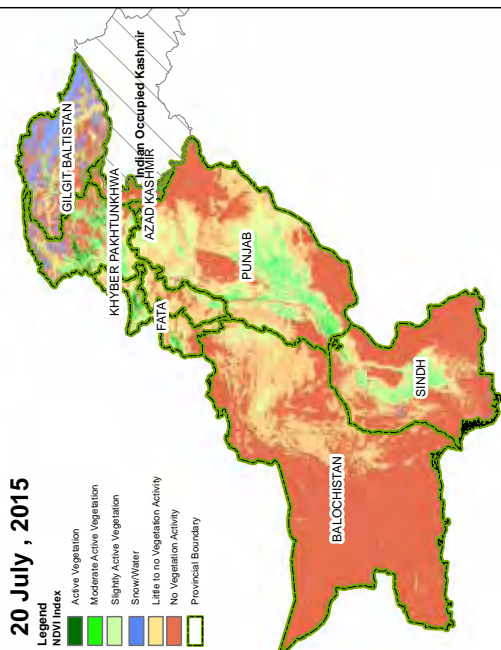 20 July , 2015
Legend
NDVI Index
Active Vegetation
Moderate Active Vegetation
Slightly Active Vegetation
Snow/Water
Little to no Vegetation Activity
No Vegetation Activity
Provincial Boundary
GILGIT BALTISTAN
KHYBER PAKHTUNKHWA
Indian Occupied Kashmir
AZAD KASHMIR
FATA
PUNJAB
BALOCHISTAN
SINDH